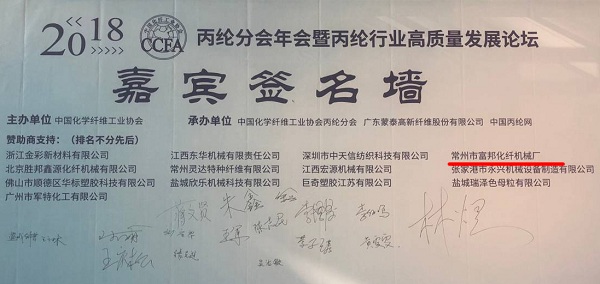 2018
CCFA
丙纶分会年会暨丙纶行业高质量发展论坛
嘉宾签名墙
主办单位 中国化学纤维工业协会 承办单位 中国化学纤维工业协会丙纶分会 广东蒙泰高新纤维股份有限公司 中国丙纶网
赞助商支持：（排名不分先后）
浙江金彩新材料有限公司 江西东华机械有限责任公司 深圳市中天信纺织科技有限公司 常州市富邦化纤机械厂
北京胜邦鑫源化纤机械有限公司 常州灵达特种纤维有限公司 江西宏源机械有限公司 张家港市永兴机械设备制造有限公司
佛山市顺德区华标塑胶科技有限公司 盐城欣乐机械科技有限公司 巨奇塑胶江苏有限公司 盐城瑞泽色母粒有限公司
广州市军特化工有限公司
朱鑫